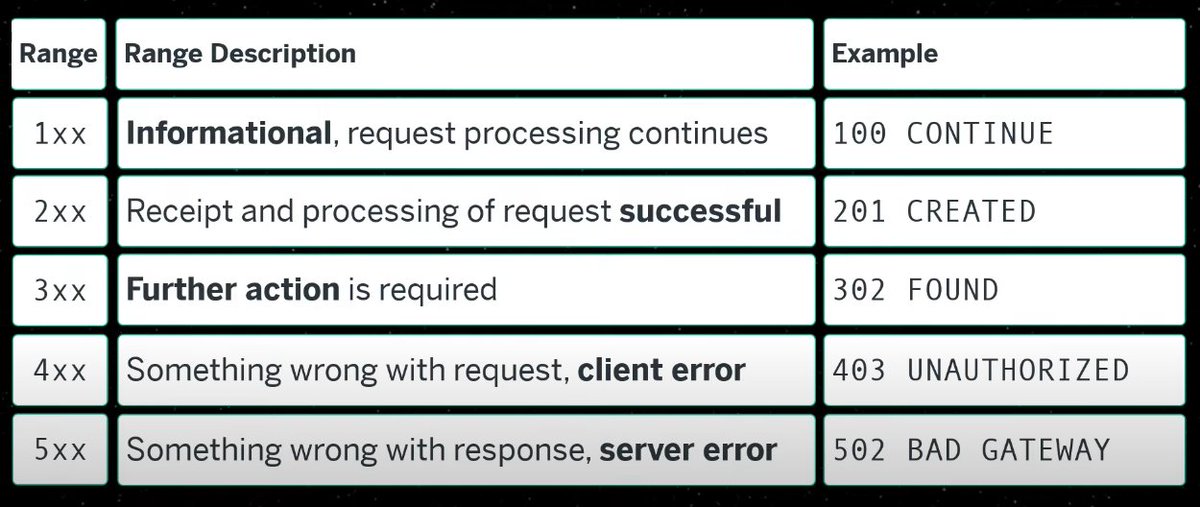 Range Range Description Example
1xx Informational, request processing continues 100 CONTINUE
2xx Receipt and processing of request successful 201 CREATED
3xx Further action is required 302 FOUND
4xx Something wrong with request, client error 403 UNAUTHORIZED
5xx Something wrong with response, server error 502 BAD GATEWAY